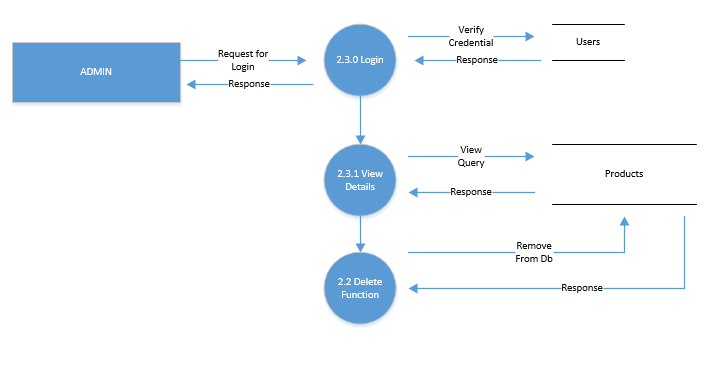 ADMIN
Request for
Login
Response
2.3.0 Login
Verify
Credential
Response
Users
2.3.1 View
Details
View
Query
Response
Products
2.2 Delete
Function
Remove
From Db
Response